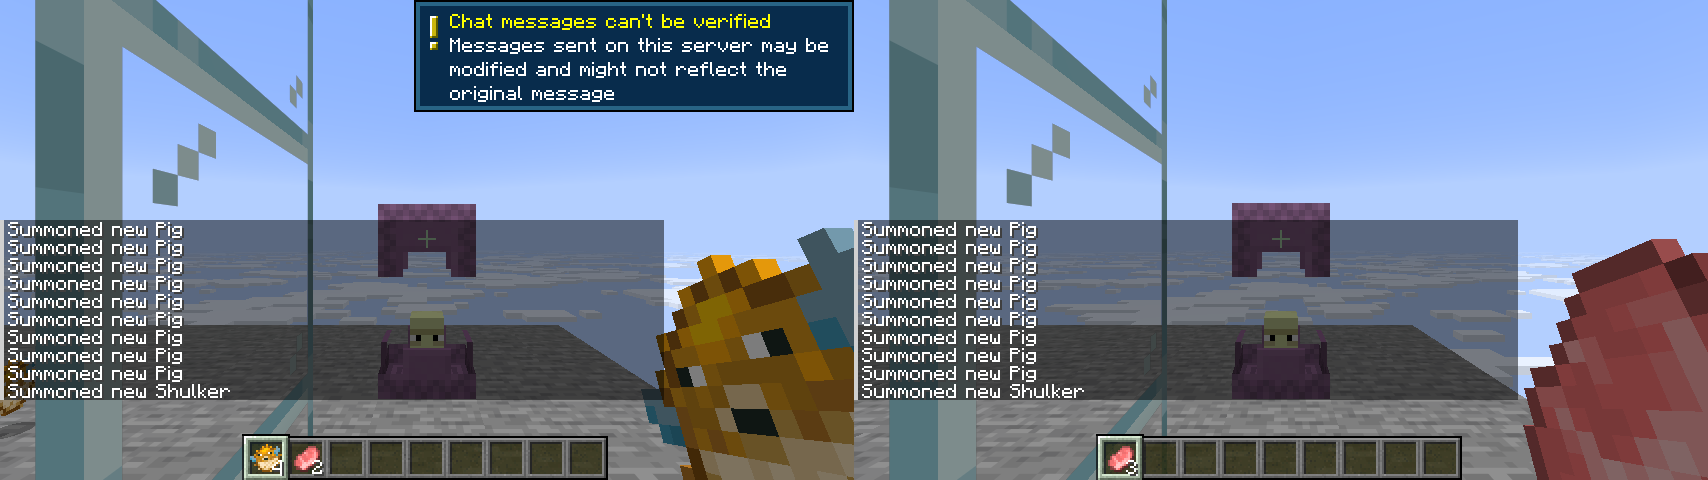 Chat messages can't be verified
Messages sent on this server may be
modified and might not reflect the
original message
Summoned new Pig
Summoned new Pig
Summoned new Pig
Summoned new Pig
Summoned new Pig
Summoned new Pig
Summoned new Pig
Summoned new Pig
Summoned new Pig
Summoned new Shulker
4
2
Summoned new Pig
Summoned new Pig
Summoned new Pig
Summoned new Pig
Summoned new Pig
Summoned new Pig
Summoned new Pig
Summoned new Pig
Summoned new Pig
Summoned new Shulker
3